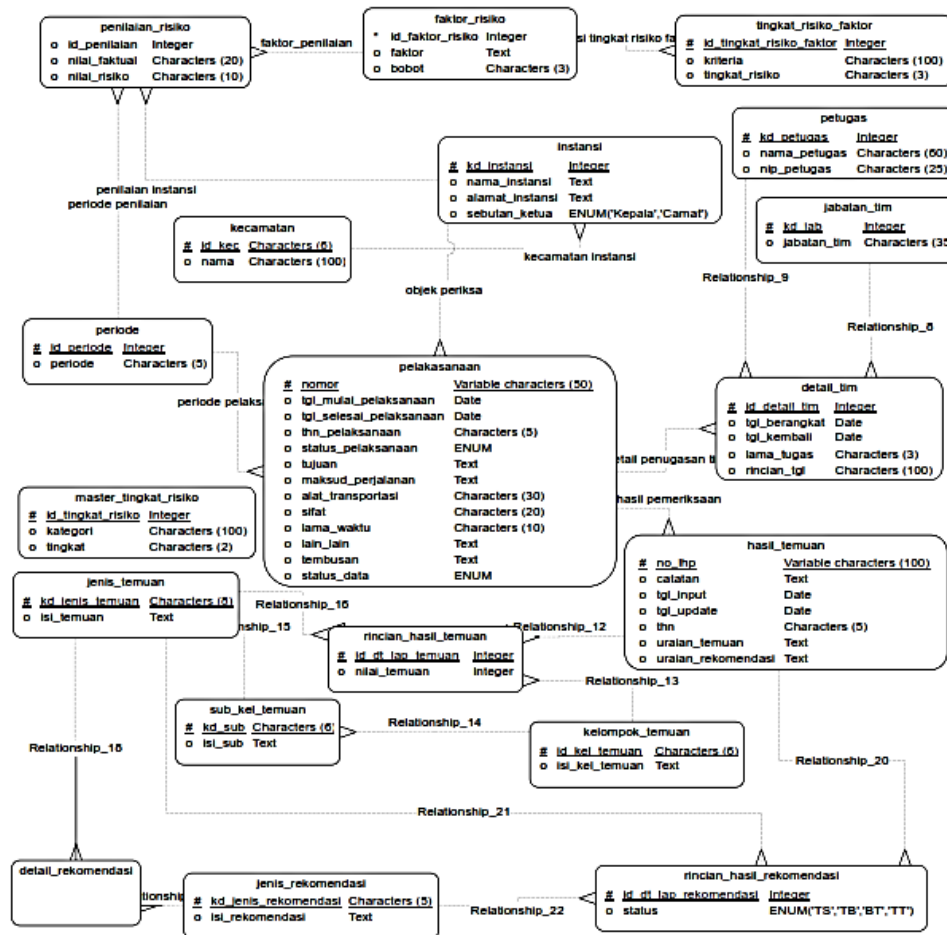 penilaian_risiko
o id_penilaian Integer
o nilai_faktual Characters (20)
o nilai_risiko Characters (10)
faktor_penilaian
faktor_risiko
* id_faktor_risiko Integer
o faktor Text
o bobot Characters (3)
si tingkat risiko fa
tingkat_risiko_faktor
# id_tingkat_risiko_faktor Integer
o kriteria Characters (100)
o tingkat_risiko Characters (3)
petugas
# kd_petugas Integer
o nama_petugas Characters (60)
o nip_petugas Characters (25)
instansi
# kd_instansi Integer
o nama_instansi Text
o alamat_instansi Text
o sebutan_ketua ENUM('Kepala','Camat')
penilaian instansi
periode penilaian
kecamatan
# id_kec Characters (6)
o nama Characters (100)
kecamatan instansi
jabatan_tim
# kd_jab Integer
o jabatan_tim Characters (35
Relationship_9
objek periksa
Relationship_8
periode
# id_periode Integer
o periode Characters (5)
periode pelaks
pelakasanaan
# nomor Variable characters (50)
o tgl_mulai_pelaksanaan Date
o tgl_selesai_pelaksanaan Date
o thn_pelaksanaan Characters (5)
o status_pelaksanaan ENUM
o tujuan Text
o maksud_perjalanan Text
o alat_transportasi Characters (30)
o sifat Characters (20)
o lama_waktu Characters (10)
o lain_lain Text
o tembusan Text
o status_data ENUM
detail_tim
# id_detail_tim Integer
o tgl_berangkat Date
o tgl_kembali Date
o lama_tugas Characters (3)
o rincian_tgl Characters (100)
etail penugasan ti
hasil pemeriksaan
master_tingkat_risiko
# id_tingkat_risiko Integer
o kategori Characters (100)
o tingkat Characters (2)
hasil_temuan
# no_lhp Variable characters (100)
o catatan Text
o tgl_input Date
o tgl_update Date
o thn Characters (5)
o uraian_temuan Text
o uraian_rekomendasi Text
jenis_temuan
# kd_jenis_temuan Characters (8)
o isi_temuan Text
Relationship_16
nship_15
Relationship_12
rincian_hasil_temuan
# id_dt_lap_temuan Integer
o nilai_temuan Integer
Relationship_13
sub_kel_temuan
# kd_sub Characters (6)
o isi_sub Text
Relationship_14
kelompok_temuan
# id_kel_temuan Characters (6)
o isi_kel_temuan Text
Relationship_18
Relationship_20
Relationship_21
detail_rekomendasi
tionship
jenis_rekomendasi
# kd_jenis_rekomendasi Characters (5)
o isi_rekomendasi Text
Relationship_22
rincian_hasil_rekomendasi
# id_dt_lap_rekomendasi Integer
o status ENUM('TS','TB','BT','TT')